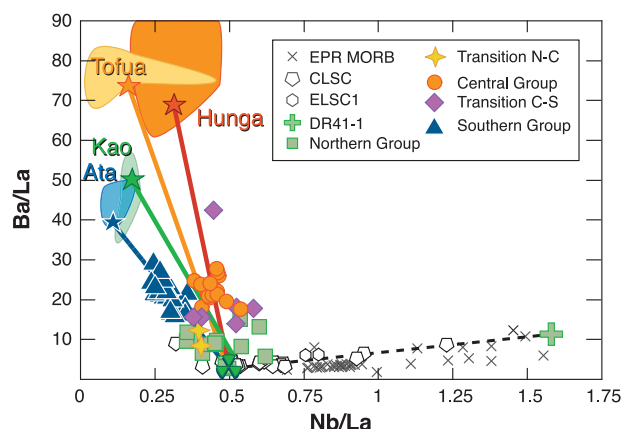 90
80
70
60
50
40
30
20
10
0
Ba/La
0
0.25
0.5
0.75
1
1.25
1.5
1.75
Nb/La
Tofua
Hunga
Kao
Ata
EPR MORB
CLSC
ELSC1
DR41-1
Northern Group
Transition N-C
Central Group
Transition C-S
Southern Group